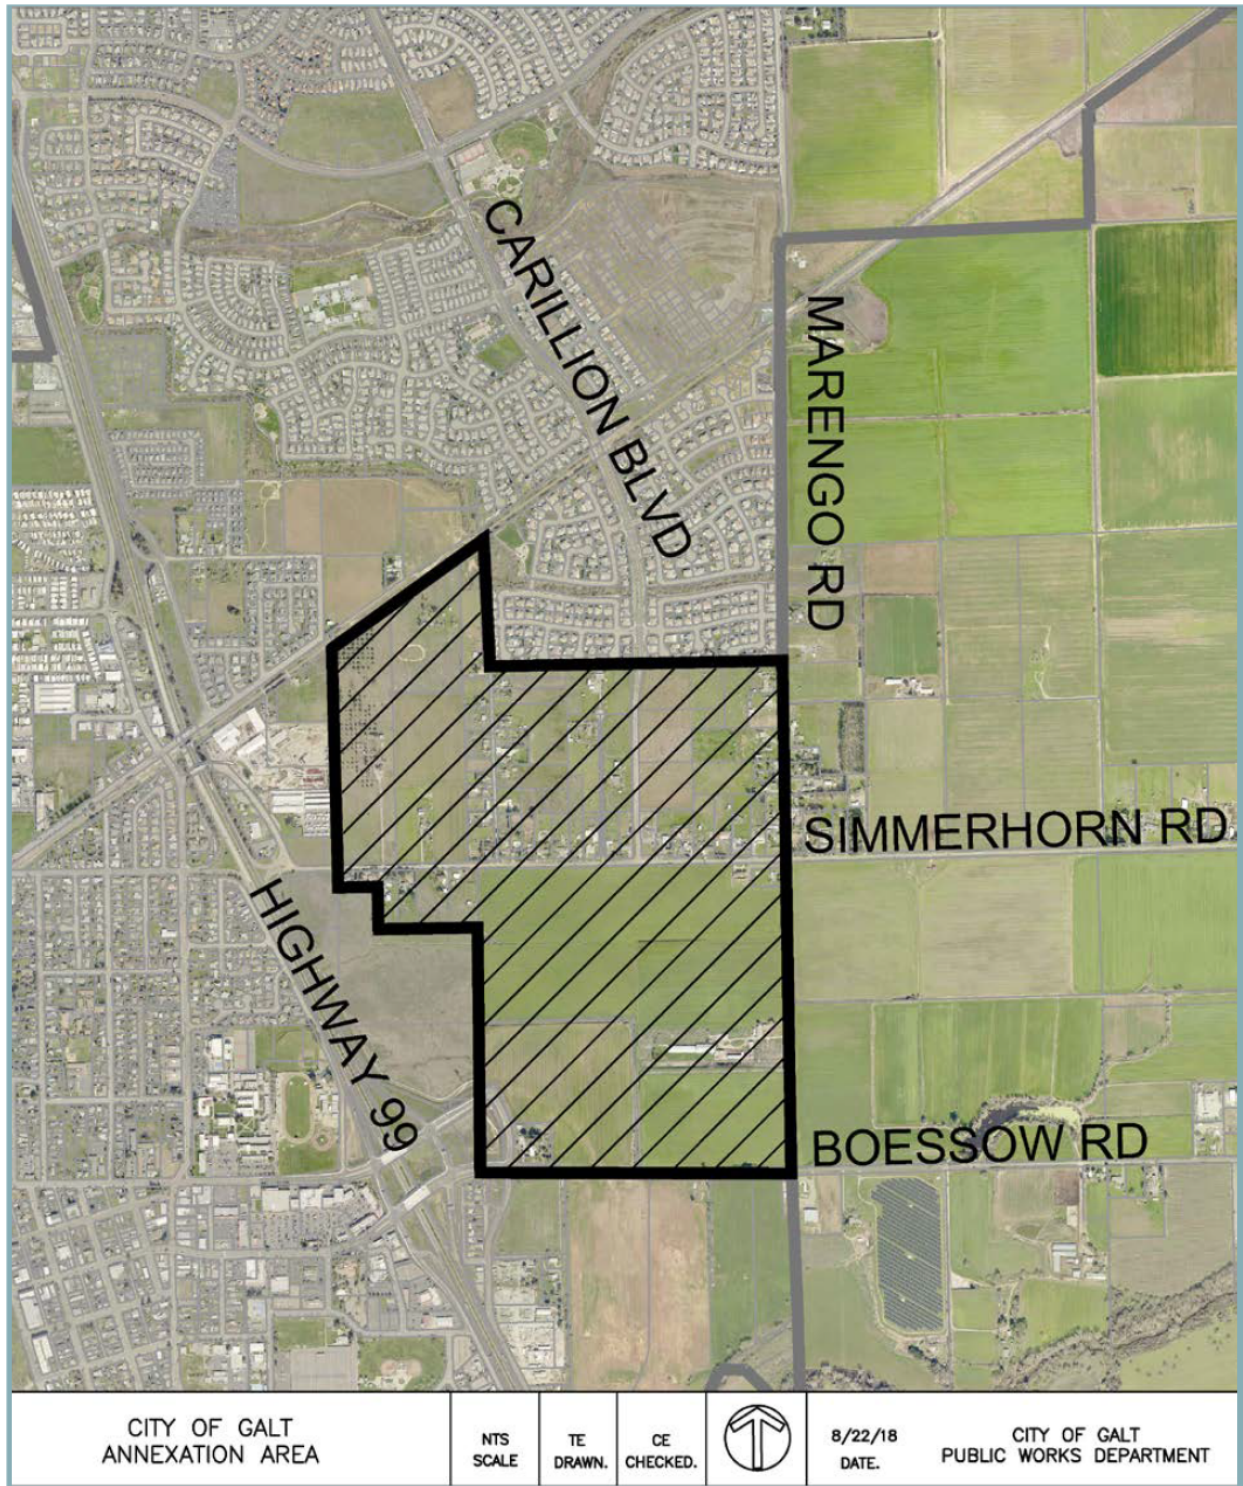 CARILLION BLVD
MARENGO RD
SIMMERHORN RD
HIGHWAY 99
BOESSOW RD
CITY OF GALT
ANNEXATION AREA
NTS
SCALE
TE
DRAWN.
CE
CHECKED.
8/22/18
DATE.
CITY OF GALT
PUBLIC WORKS DEPARTMENT